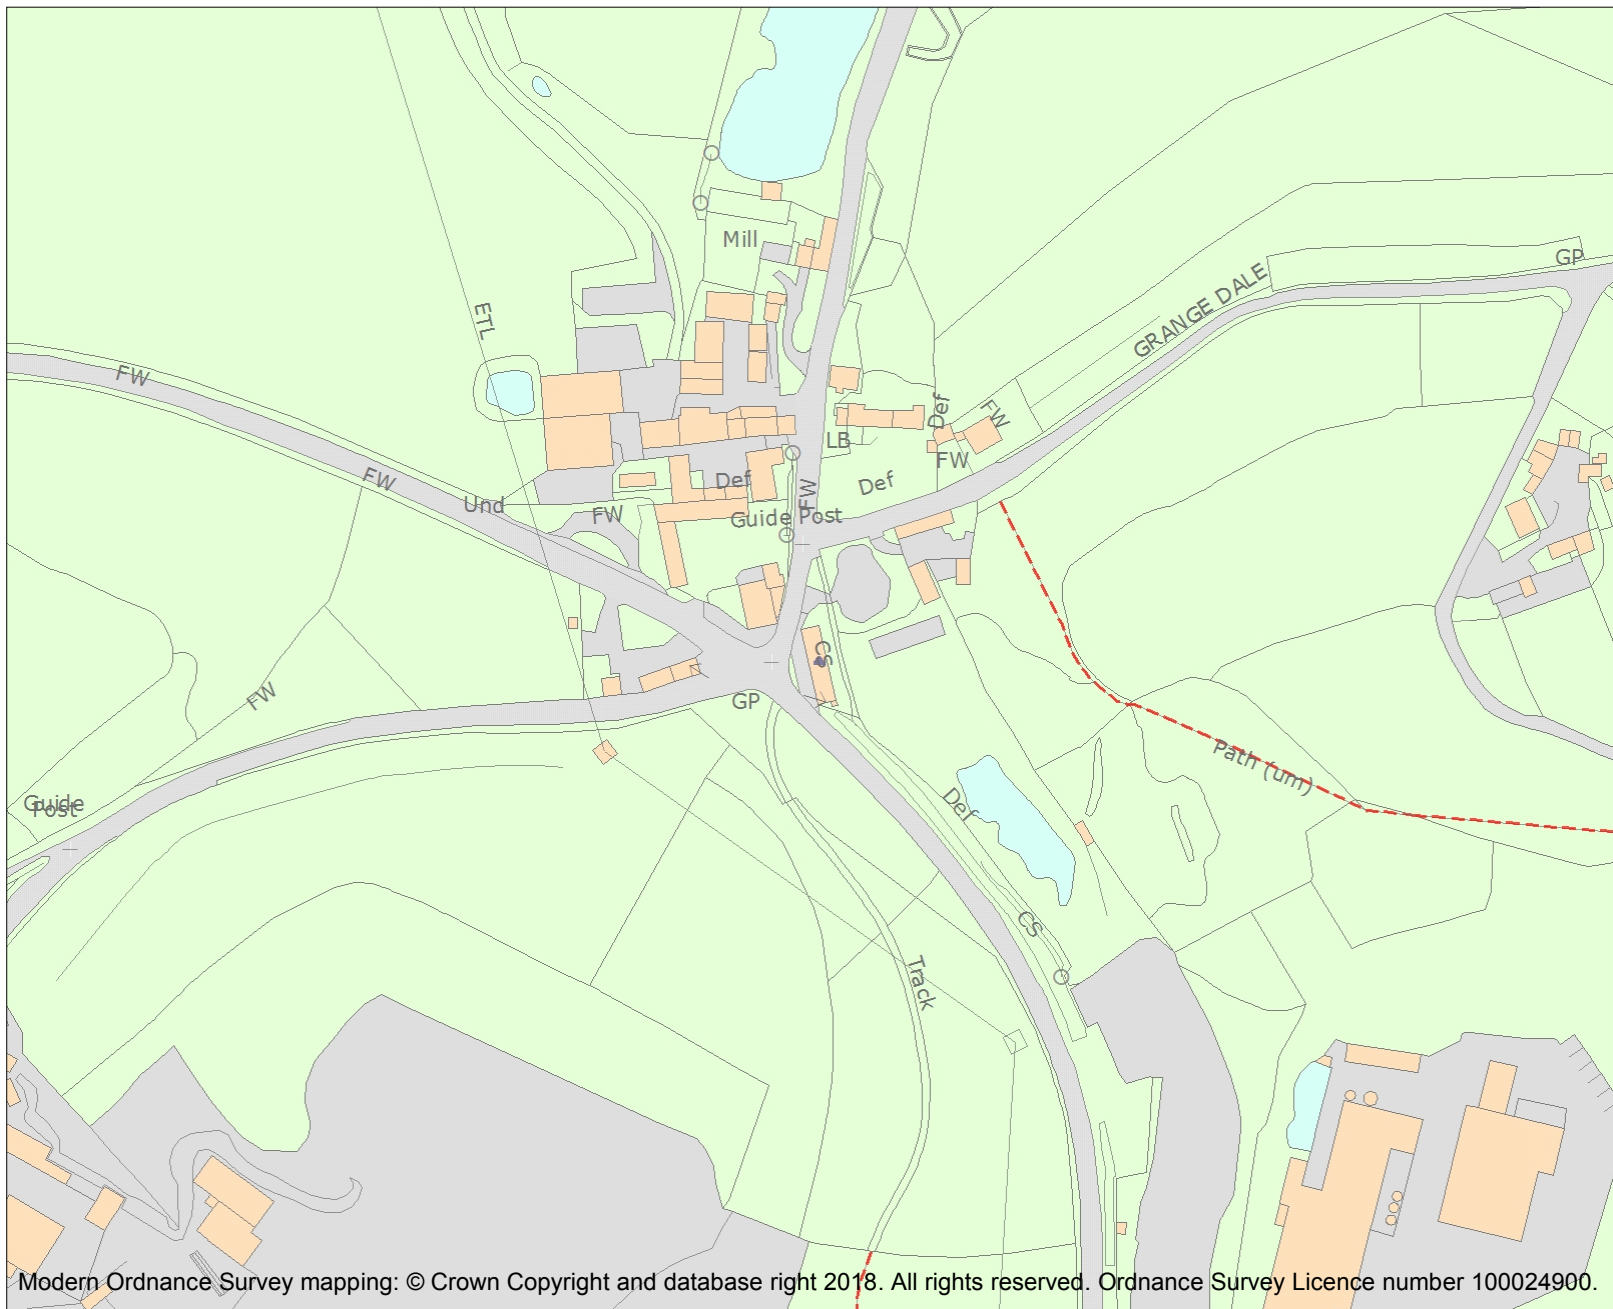 Mill
GRANGE DALE
GP
ETL
FW
Def
FW
LB
FW
FW
Def
Def
FW
Und
FW
Guide Post
CS
FW
GP
Path (um)
Guide
Post
Def
CS
Track
Modern Ordnance Survey mapping: © Crown Copyright and database right 2018. All rights reserved. Ordnance Survey Licence number 100024900.